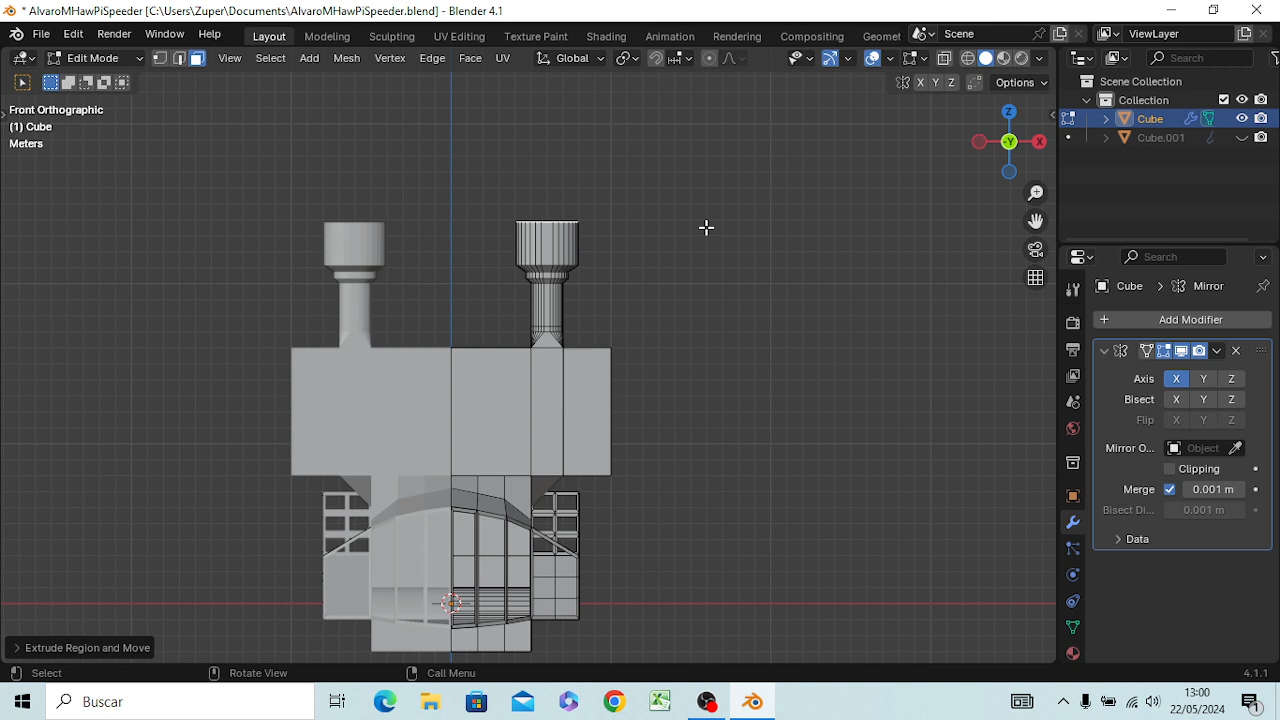 * AlvaroMHawPiSpeeder [C:\Users\Zuper\Documents\AlvaroMHawPiSpeeder.blend] - Blender 4.1
File Edit Render Window Help Layout Modeling Sculpting UV Editing Texture Paint Shading Animation Rendering Compositing Geomet Scene ViewLayer
Edit Mode View Select Add Mesh Vertex Edge Face UV Global Search
X Y Z Options
Scene Collection
Front Orthographic
(1) Cube
Meters
Collection
Cube
Cube.001
Z
X
-Y
Search
Cube > Mirror
+ Add Modifier
Axis X Y Z
Bisect X Y Z
Flip X Y Z
Mirror O... Object
Clipping
Merge 0.001 m
Bisect Di... 0.001 m
> Data
> Extrude Region and Move
Select Rotate View Call Menu 4.1.1
Buscar
13:00
22/05/2024
1